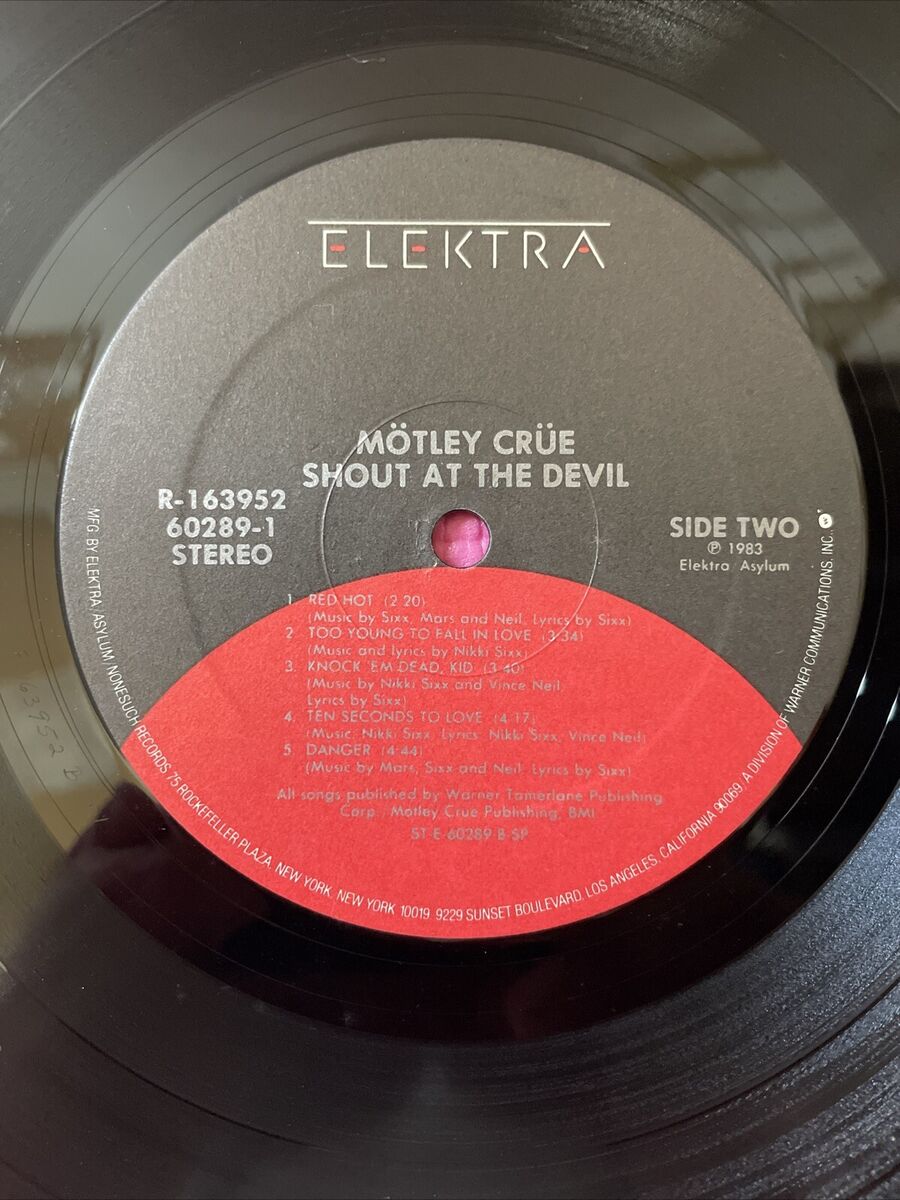 ELEKTRA
MÖTLEY CRÜE
SHOUT AT THE DEVIL
R-163952
60289-1
STEREO
SIDE TWO
Ⓟ 1983
Elektra Asylum
1. RED HOT (2:20)
(Music by Sixx, Mars and Neil, Lyrics by Sixx)
2. TOO YOUNG TO FALL IN LOVE (3:34)
(Music and lyrics by Nikki Sixx)
3. KNOCK 'EM DEAD, KID (3:40)
(Music by Nikki Sixx and Vince Neil
Lyrics by Sixx)
4. TEN SECONDS TO LOVE (4:17)
(Music: Nikki Sixx, Lyrics: Nikki Sixx, Vince Neil)
5. DANGER (4:44)
(Music by Mars, Sixx and Neil, Lyrics by Sixx)
All songs published by Warner Tamerlane Publishing
Corp., Motley Crue Publishing, BMI
ST-E-60289-B-SP
MFG. BY ELEKTRA/ASYLUM/NONESUCH RECORDS, 75 ROCKEFELLER PLAZA, NEW YORK, NEW YORK 10019. 9229 SUNSET BOULEVARD, LOS ANGELES, CALIFORNIA 90069. A DIVISION OF WARNER COMMUNICATIONS, INC.